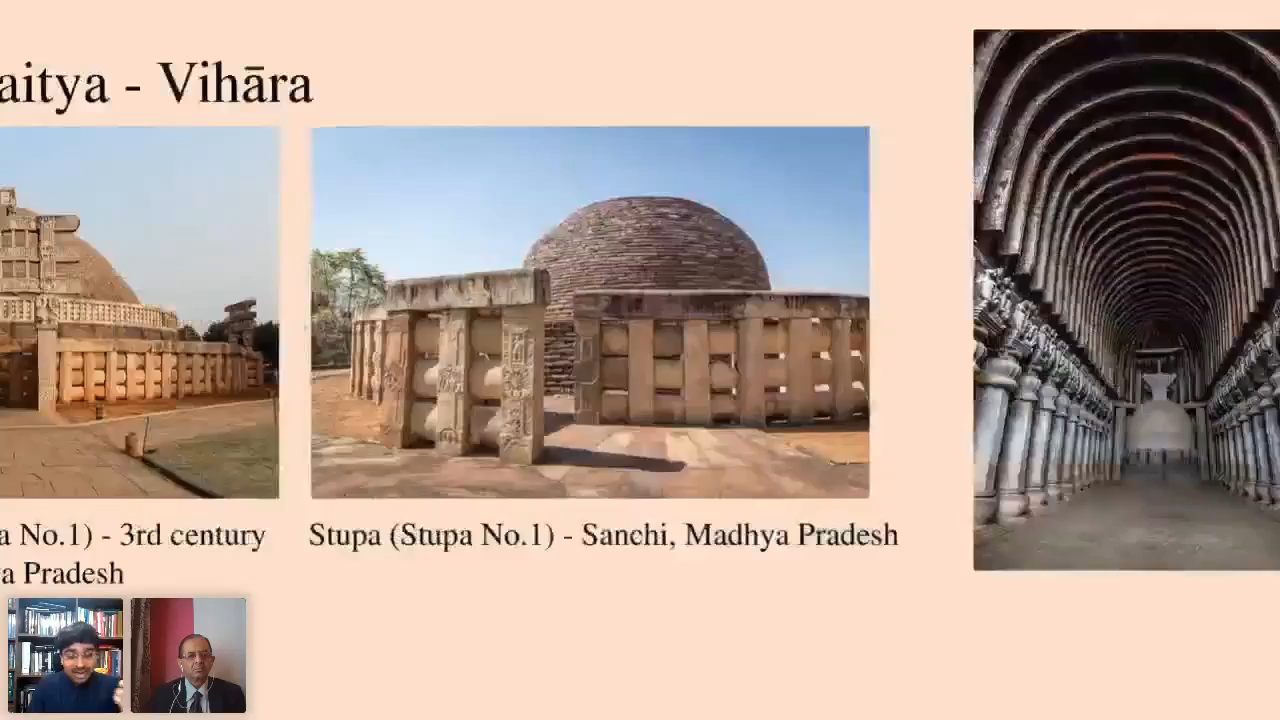 aitya - Vihāra
a No.1) - 3rd century
a Pradesh
Stupa (Stupa No.1) - Sanchi, Madhya Pradesh